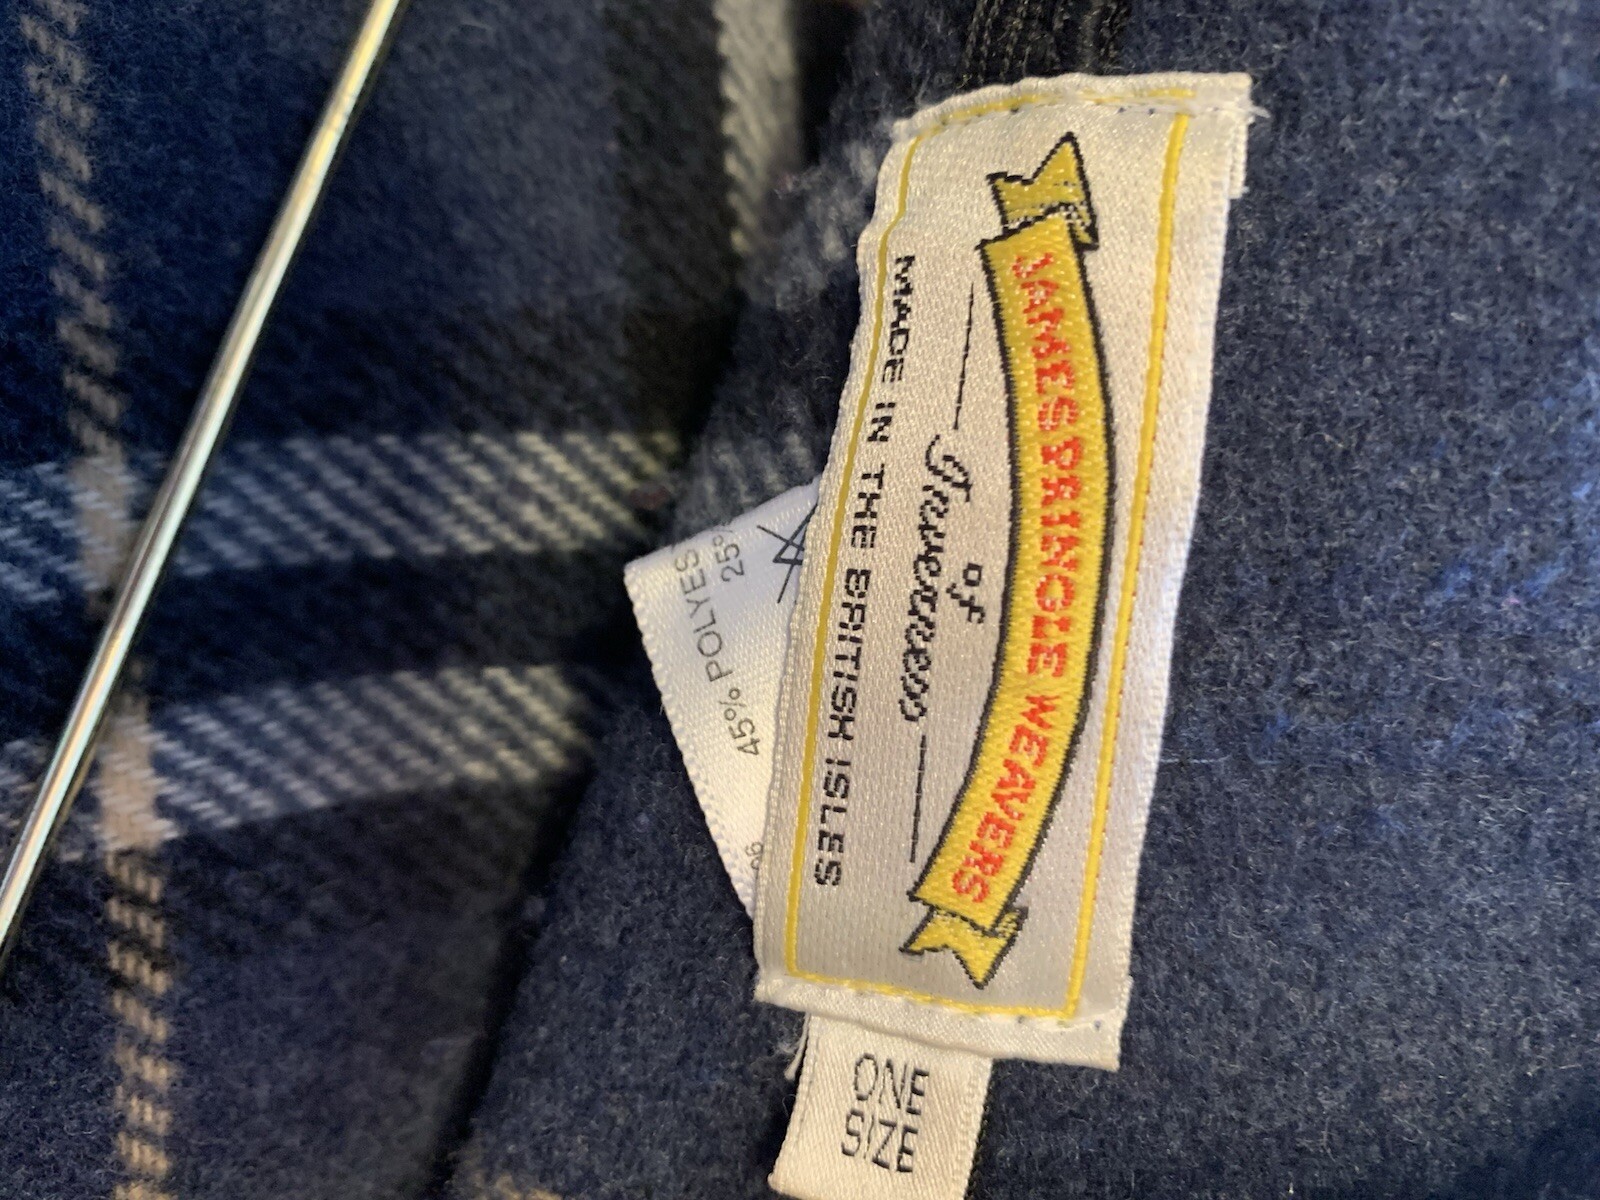 JAMES PRINGLE WEAVERS
of
Inverness
MADE IN THE BRITISH ISLES
ONE
SIZE
45% POLYES
25%